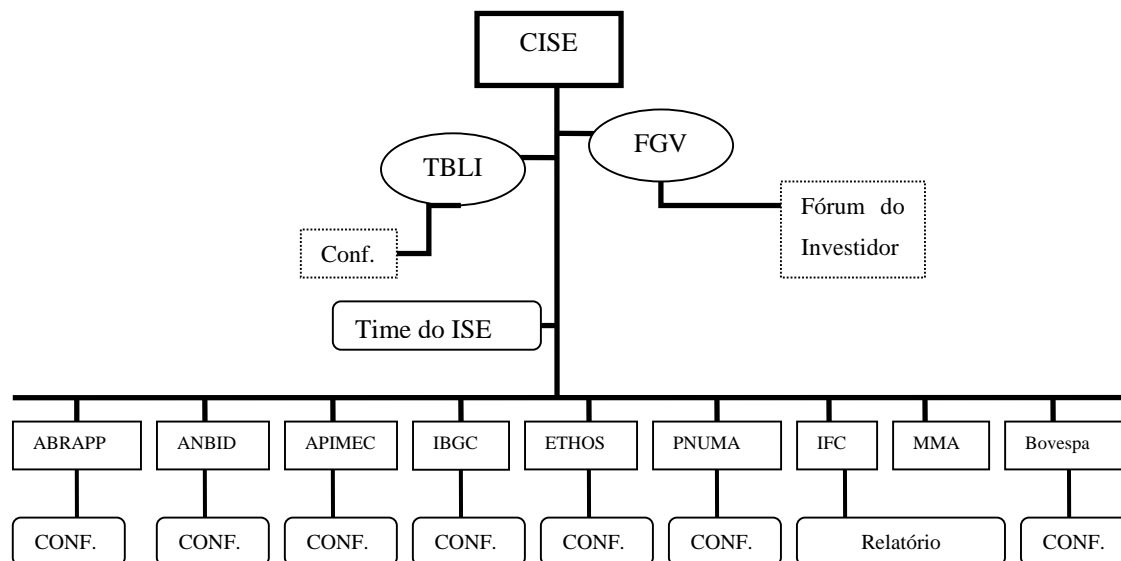 CISE
FGV
TBLI
Fórum do
Investidor
Conf.
Time do ISE
ABRAPP ANBID APIMEC IBGC ETHOS PNUMA IFC MMA Bovespa
CONF. CONF. CONF. CONF. CONF. CONF. Relatório CONF.